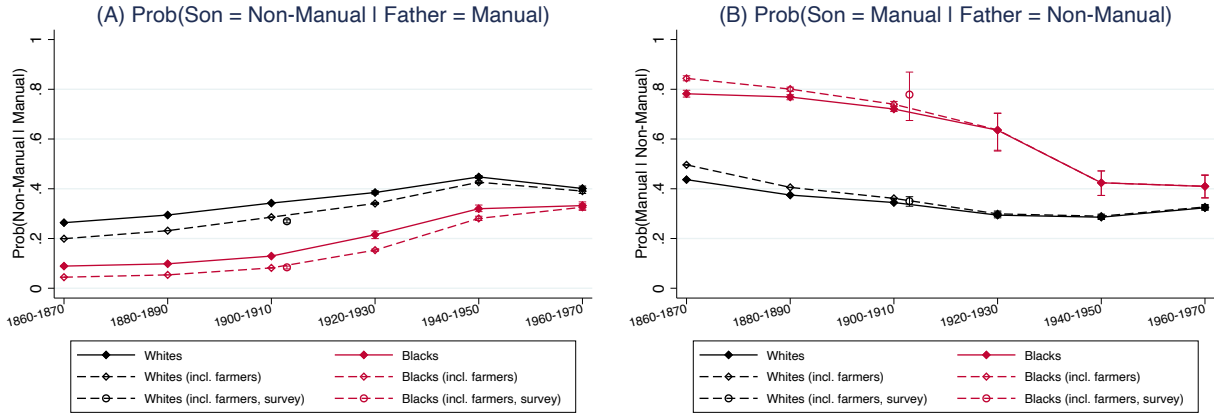 (A) Prob(Son = Non-Manual | Father = Manual)
Prob(Non-Manual | Manual)
1
.8
.6
.4
.2
0
1860-1870
1880-1890
1900-1910
1920-1930
1940-1950
1960-1970
Whites
Blacks
Whites (incl. farmers)
Blacks (incl. farmers)
Whites (incl. farmers, survey)
Blacks (incl. farmers, survey)
(B) Prob(Son = Manual | Father = Non-Manual)
Prob(Manual | Non-Manual)
1
.8
.6
.4
.2
0
1860-1870
1880-1890
1900-1910
1920-1930
1940-1950
1960-1970
Whites
Blacks
Whites (incl. farmers)
Blacks (incl. farmers)
Whites (incl. farmers, survey)
Blacks (incl. farmers, survey)